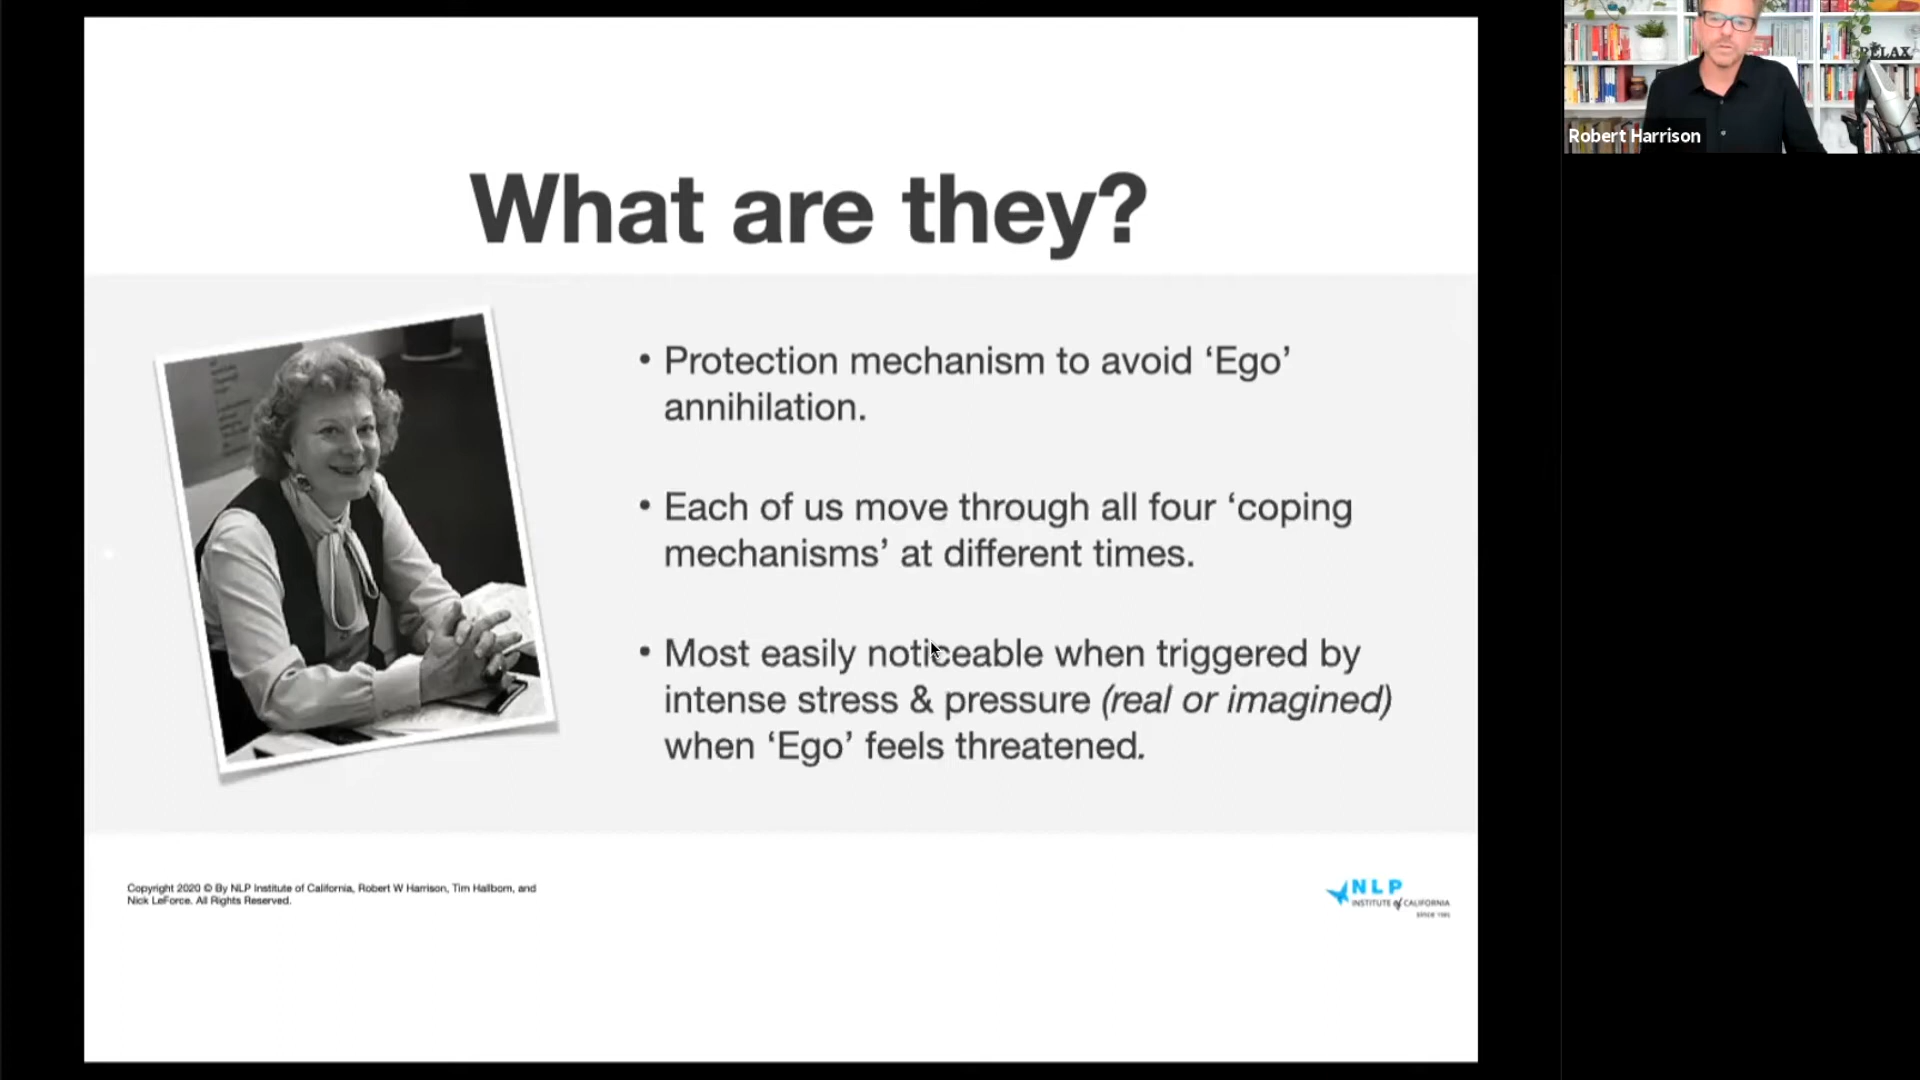 What are they?
• Protection mechanism to avoid ‘Ego’
annihilation.
• Each of us move through all four ‘coping
mechanisms’ at different times.
• Most easily noticeable when triggered by
intense stress & pressure (real or imagined)
when ‘Ego’ feels threatened.
Copyright 2020 © By NLP Institute of California, Robert W Harrison, Tim Hallbom, and
Nick LeForce. All Rights Reserved.
NLP
INSTITUTE of CALIFORNIA
RELAX
Robert Harrison